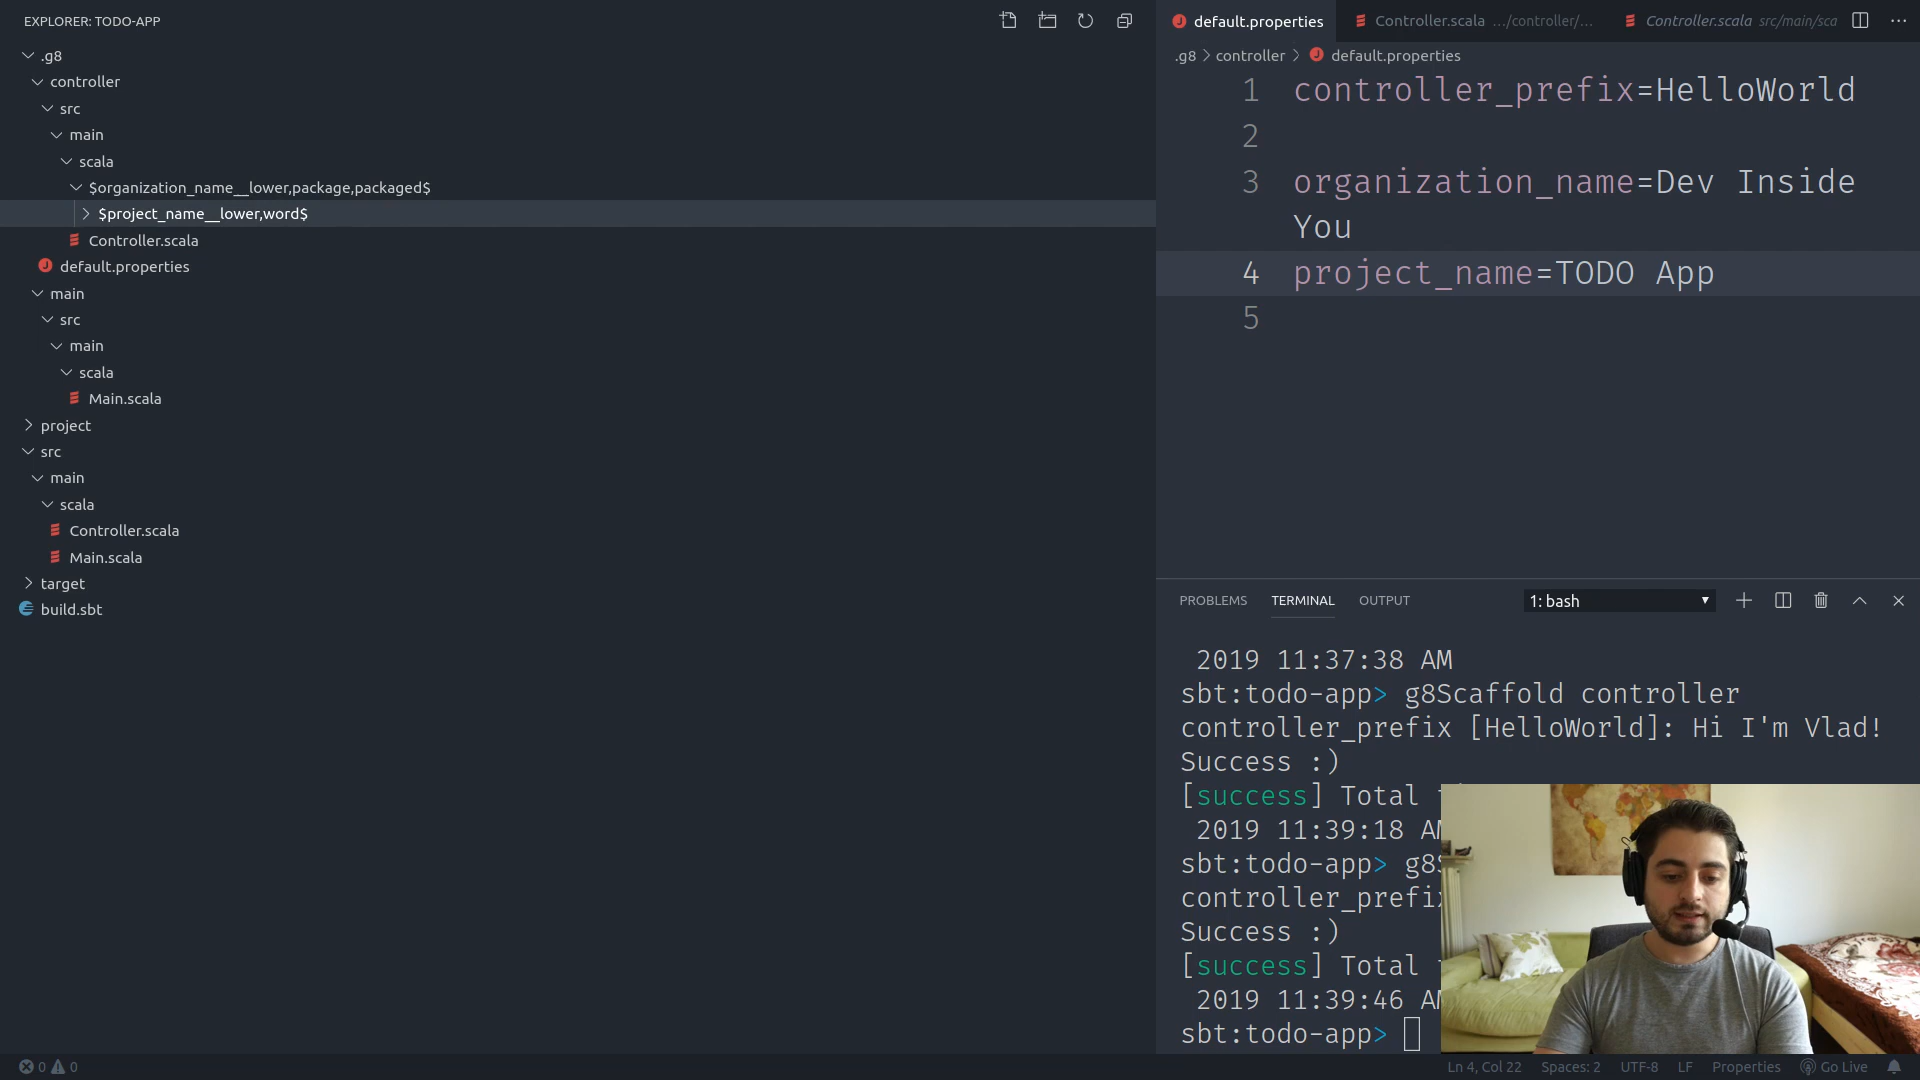 EXPLORER: TODO-APP
.g8
controller
src
main
scala
$organization_name__lower,package,packaged$
$project_name__lower,word$
Controller.scala
default.properties
main
src
main
scala
Main.scala
project
src
main
scala
Controller.scala
Main.scala
target
build.sbt
default.properties
Controller.scala .../controller/...
Controller.scala src/main/sca
.g8 controller default.properties
1 controller_prefix=HelloWorld
2
3 organization_name=Dev Inside
You
4 project_name=TODO App
5
PROBLEMS TERMINAL OUTPUT 1: bash
2019 11:37:38 AM
sbt:todo-app> g8Scaffold controller
controller_prefix [HelloWorld]: Hi I'm Vlad!
Success :)
[success] Total
2019 11:39:18 AM
sbt:todo-app> g8S
controller_prefix
Success :)
[success] Total
2019 11:39:46 AM
sbt:todo-app>
0 0
Ln 4, Col 22 Spaces: 2 UTF-8 LF Properties Go Live